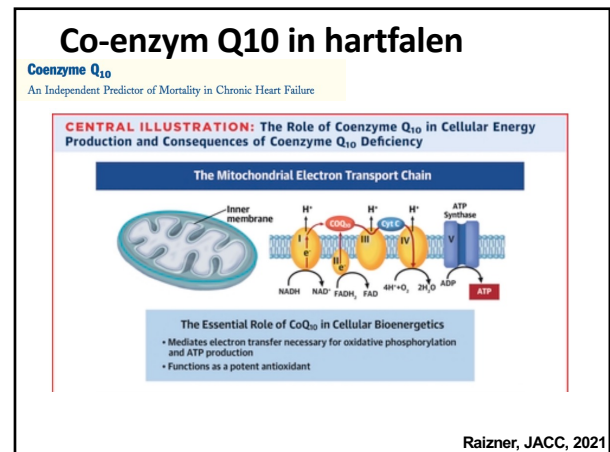 Co-enzym Q10 in hartfalen
Coenzyme Q₁₀
An Independent Predictor of Mortality in Chronic Heart Failure
CENTRAL ILLUSTRATION: The Role of Coenzyme Q₁₀ in Cellular Energy
Production and Consequences of Coenzyme Q₁₀ Deficiency
The Mitochondrial Electron Transport Chain
Inner
membrane
H⁺
H⁺
H⁺
ATP
Synthase
I
COQ₁₀
III
Cyt C
IV
V
II
e⁻
e⁻
NADH
NAD⁺
FADH₂
FAD
4H⁺+O₂
2H₂O
ADP
ATP
The Essential Role of CoQ₁₀ in Cellular Bioenergetics
• Mediates electron transfer necessary for oxidative phosphorylation
and ATP production
• Functions as a potent antioxidant
Raizner, JACC, 2021